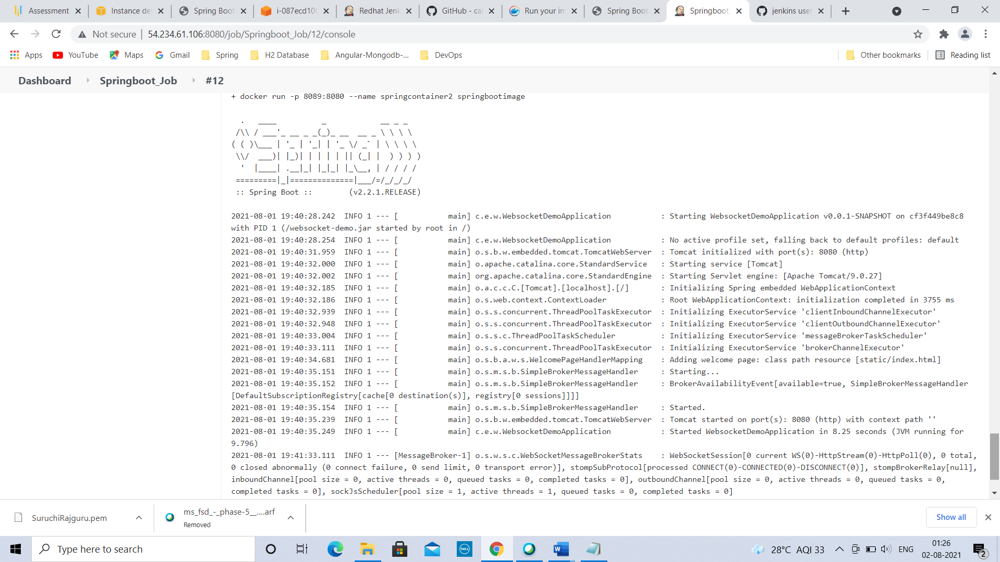 Assessment
Instance de
Spring Boot
i-087ecd10f
Redhat Jenk
GitHub - ca
Run your im
Spring Boot
Springboot_
jenkins use
Not secure | 54.234.61.106:8080/job/Springboot_Job/12/console
Apps YouTube Maps Gmail Spring H2 Database Angular-Mongodb-... DevOps Other bookmarks Reading list
Dashboard Springboot_Job #12
+ docker run -p 8089:8080 --name springcontainer2 springbootimage
  .   ____          _            __ _ _
 /\\ / ___'_ __ _ _(_)_ __  __ _ \ \ \ \
( ( )\___ | '_ | '_| | '_ \/ _` | \ \ \ \
 \\/  ___)| |_)| | | | | || (_| |  ) ) ) )
  '  |____| .__|_| |_|_| |_\__, | / / / /
 =========|_|==============|___/=/_/_/_/
 :: Spring Boot ::        (v2.2.1.RELEASE)
2021-08-01 19:40:28.242  INFO 1 --- [           main] c.e.w.WebsocketDemoApplication           : Starting WebsocketDemoApplication v0.0.1-SNAPSHOT on cf3f449be8c8
with PID 1 (/websocket-demo.jar started by root in /)
2021-08-01 19:40:28.254  INFO 1 --- [           main] c.e.w.WebsocketDemoApplication           : No active profile set, falling back to default profiles: default
2021-08-01 19:40:31.959  INFO 1 --- [           main] o.s.b.w.embedded.tomcat.TomcatWebServer  : Tomcat initialized with port(s): 8080 (http)
2021-08-01 19:40:32.000  INFO 1 --- [           main] o.apache.catalina.core.StandardService   : Starting service [Tomcat]
2021-08-01 19:40:32.002  INFO 1 --- [           main] org.apache.catalina.core.StandardEngine  : Starting Servlet engine: [Apache Tomcat/9.0.27]
2021-08-01 19:40:32.185  INFO 1 --- [           main] o.a.c.c.C.[Tomcat].[localhost].[/]       : Initializing Spring embedded WebApplicationContext
2021-08-01 19:40:32.186  INFO 1 --- [           main] o.s.web.context.ContextLoader            : Root WebApplicationContext: initialization completed in 3755 ms
2021-08-01 19:40:32.939  INFO 1 --- [           main] o.s.s.concurrent.ThreadPoolTaskExecutor  : Initializing ExecutorService 'clientInboundChannelExecutor'
2021-08-01 19:40:32.948  INFO 1 --- [           main] o.s.s.concurrent.ThreadPoolTaskExecutor  : Initializing ExecutorService 'clientOutboundChannelExecutor'
2021-08-01 19:40:33.004  INFO 1 --- [           main] o.s.s.c.ThreadPoolTaskScheduler          : Initializing ExecutorService 'messageBrokerTaskScheduler'
2021-08-01 19:40:33.111  INFO 1 --- [           main] o.s.s.concurrent.ThreadPoolTaskExecutor  : Initializing ExecutorService 'brokerChannelExecutor'
2021-08-01 19:40:34.681  INFO 1 --- [           main] o.s.b.a.w.s.WelcomePageHandlerMapping    : Adding welcome page: class path resource [static/index.html]
2021-08-01 19:40:35.151  INFO 1 --- [           main] o.s.m.s.b.SimpleBrokerMessageHandler     : Starting...
2021-08-01 19:40:35.152  INFO 1 --- [           main] o.s.m.s.b.SimpleBrokerMessageHandler     : BrokerAvailabilityEvent[available=true, SimpleBrokerMessageHandler
[DefaultSubscriptionRegistry[cache[0 destination(s)], registry[0 sessions]]]]
2021-08-01 19:40:35.154  INFO 1 --- [           main] o.s.m.s.b.SimpleBrokerMessageHandler     : Started.
2021-08-01 19:40:35.239  INFO 1 --- [           main] o.s.b.w.embedded.tomcat.TomcatWebServer  : Tomcat started on port(s): 8080 (http) with context path ''
2021-08-01 19:40:35.249  INFO 1 --- [           main] c.e.w.WebsocketDemoApplication           : Started WebsocketDemoApplication in 8.25 seconds (JVM running for
9.796)
2021-08-01 19:41:33.111  INFO 1 --- [MessageBroker-1] o.s.w.s.c.WebSocketMessageBrokerStats    : WebSocketSession[0 current WS(0)-HttpStream(0)-HttpPoll(0), 0 total,
0 closed abnormally (0 connect failure, 0 send limit, 0 transport error)], stompSubProtocol[processed CONNECT(0)-CONNECTED(0)-DISCONNECT(0)], stompBrokerRelay[null],
inboundChannel[pool size = 0, active threads = 0, queued tasks = 0, completed tasks = 0], outboundChannel[pool size = 0, active threads = 0, queued tasks = 0,
completed tasks = 0], sockJsScheduler[pool size = 1, active threads = 1, queued tasks = 0, completed tasks = 0]
SuruchiRajguru.pem
ms_fsd_-_phase-5__....arf
Removed
Show all
Type here to search
DELL
W
28°C AQI 33
ENG
01:26
02-08-2021
2